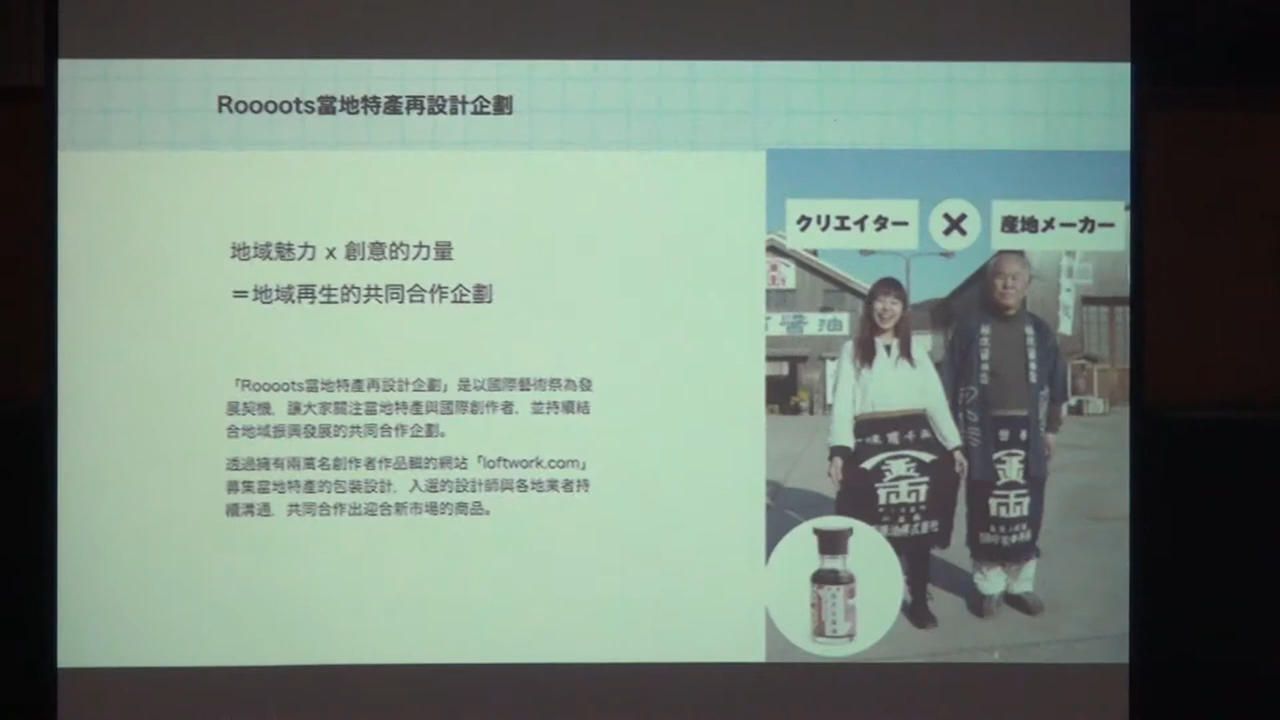 Roooots當地特產再設計企劃
地域魅力 x 創意的力量
＝地域再生的共同合作企劃
「Roooots當地特產再設計企劃」是以國際藝術祭為發
展契機，讓大家關注當地特產與國際創作者，並持續結
合地域振興發展的共同合作企劃。
透過擁有兩萬名創作者作品輯的網站「loftwork.com」
募集當地特產的包裝設計，入選的設計師與各地業者持
續溝通，共同合作出迎合新市場的商品。
クリエイター × 産地メーカー
醤油
金両
金両